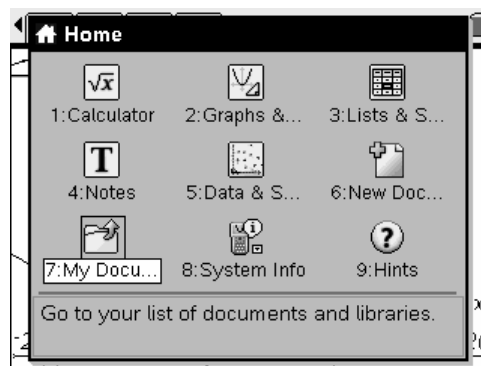 Home
√x
1:Calculator 2:Graphs &... 3:Lists & S...
T
4:Notes 5:Data & S... 6:New Doc...
?
7:My Docu... 8:System Info 9:Hints
Go to your list of documents and libraries.